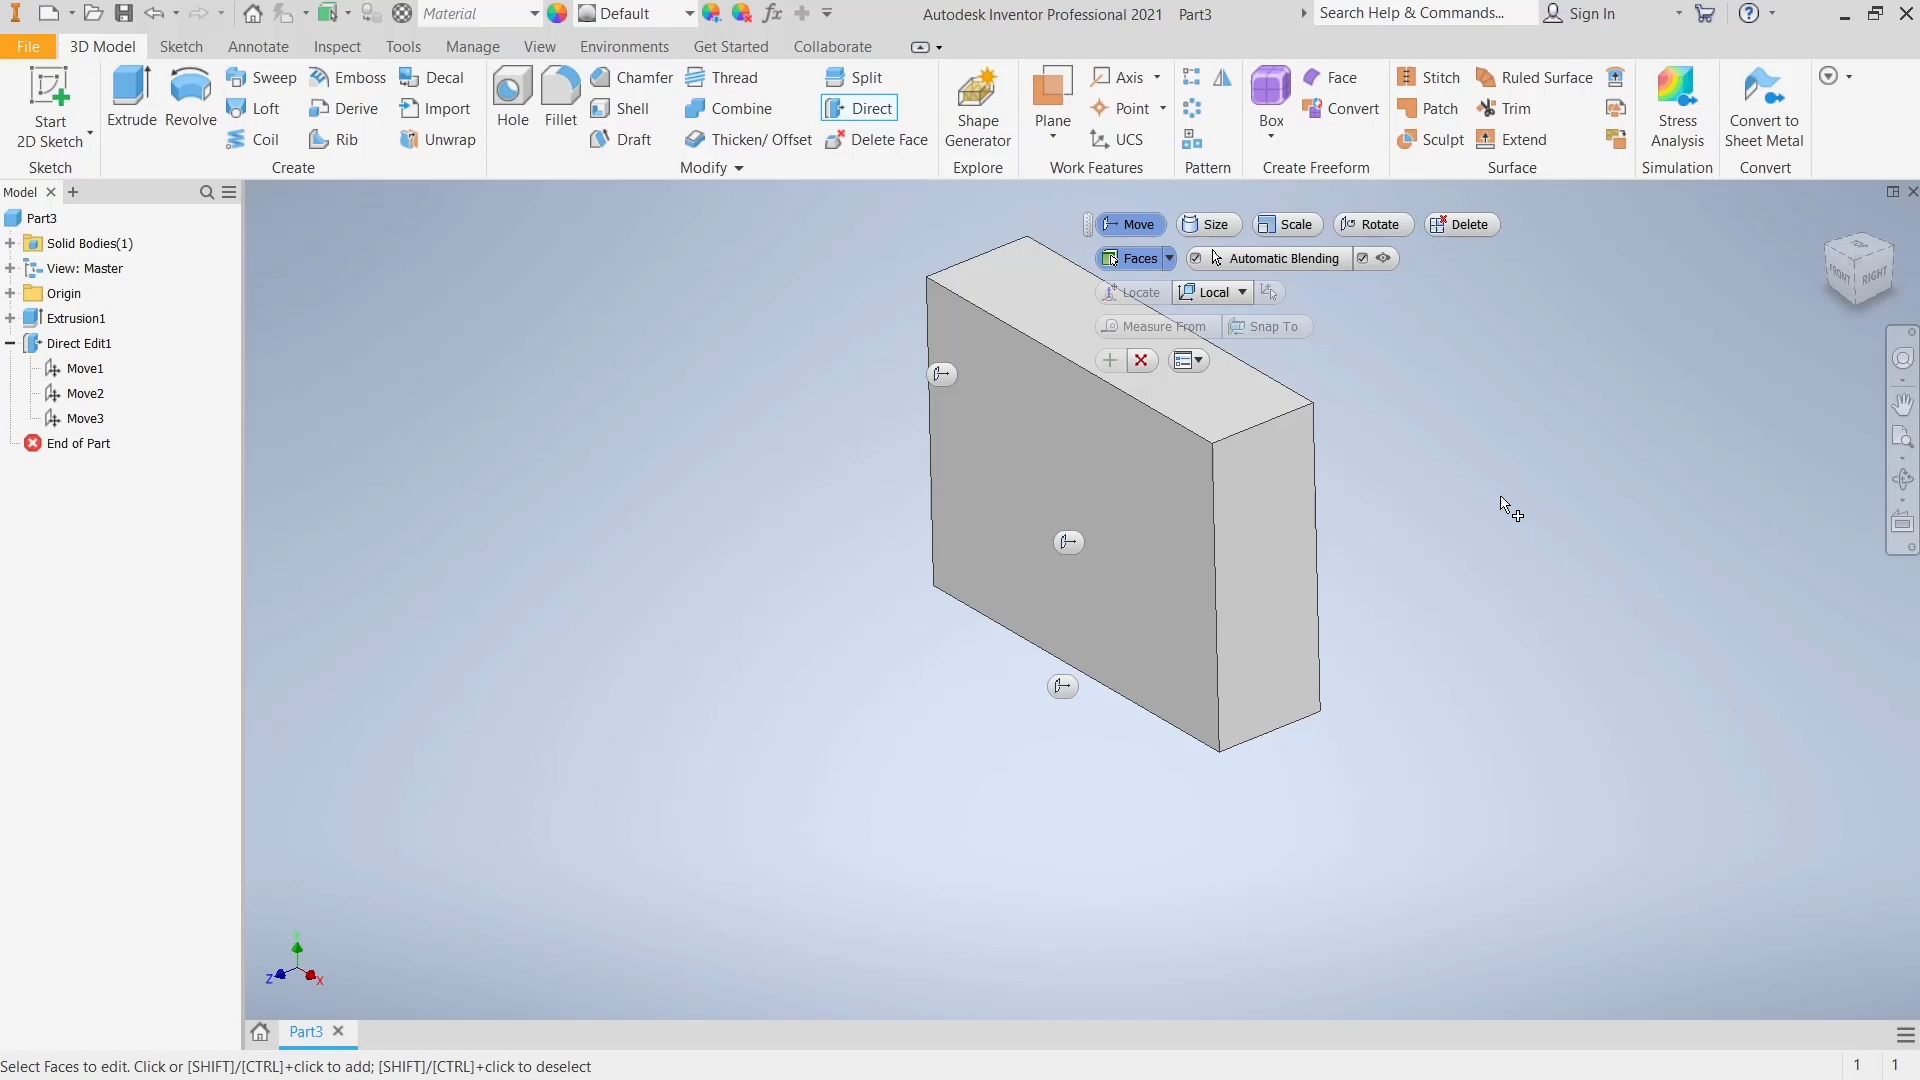 Material
Default
Autodesk Inventor Professional 2021 Part3
Search Help & Commands...
Sign In
File 3D Model Sketch Annotate Inspect Tools Manage View Environments Get Started Collaborate
Start
2D Sketch
Sketch
Extrude
Revolve
Sweep
Loft
Coil
Emboss
Derive
Rib
Decal
Import
Unwrap
Create
Hole
Fillet
Chamfer
Shell
Draft
Thread
Combine
Thicken/ Offset
Split
Direct
Delete Face
Modify
Shape
Generator
Explore
Plane
Axis
Point
UCS
Work Features
Pattern
Box
Face
Convert
Create Freeform
Stitch
Patch
Sculpt
Ruled Surface
Trim
Extend
Surface
Stress
Analysis
Simulation
Convert to
Sheet Metal
Convert
Model
Part3
Solid Bodies(1)
View: Master
Origin
Extrusion1
Direct Edit1
Move1
Move2
Move3
End of Part
Move Size Scale Rotate Delete
Faces Automatic Blending
Locate Local
Measure From Snap To
FRONT RIGHT
Y
Z X
Part3
Select Faces to edit. Click or [SHIFT]/[CTRL]+click to add; [SHIFT]/[CTRL]+click to deselect
1 1